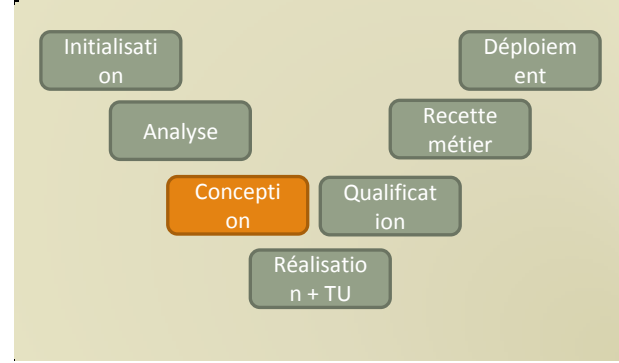 Initialisati
on
Déploiem
ent
Analyse
Recette
métier
Concepti
on
Qualificat
ion
Réalisatio
n + TU